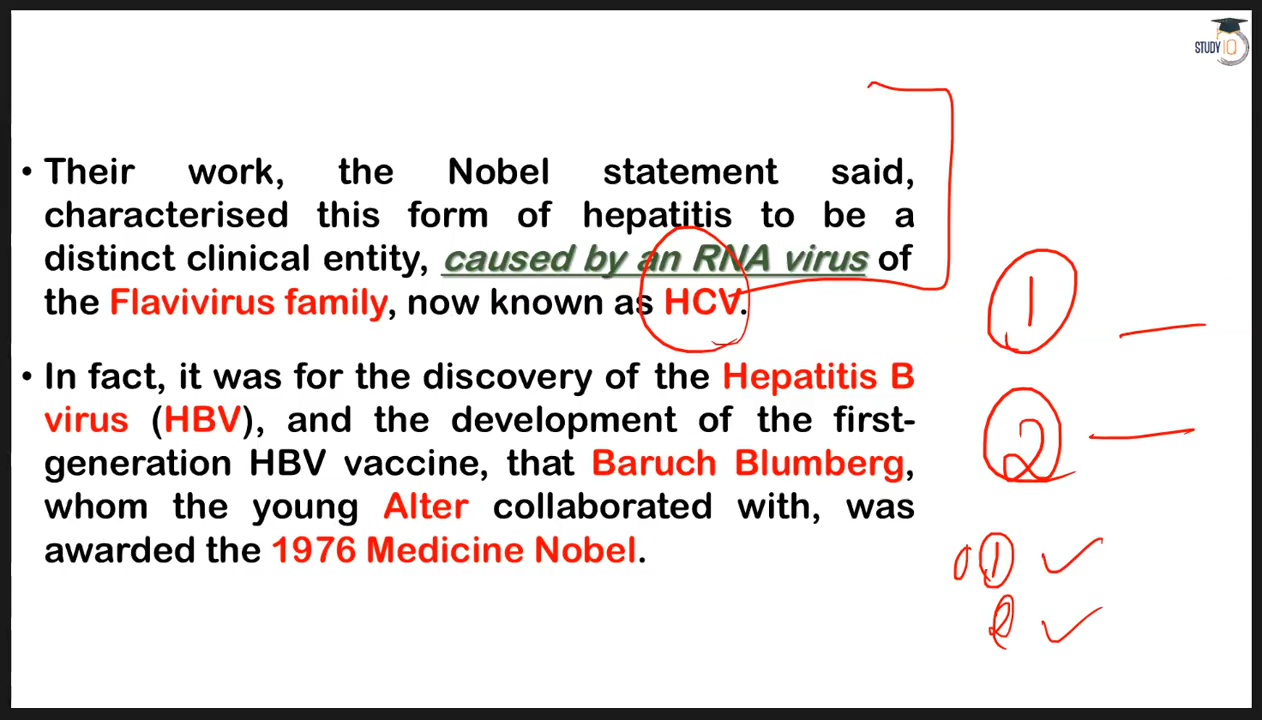 STUDY IQ
• Their work, the Nobel statement said,
characterised this form of hepatitis to be a
distinct clinical entity, caused by an RNA virus of
the Flavivirus family, now known as HCV.
• In fact, it was for the discovery of the Hepatitis B
virus (HBV), and the development of the first-
generation HBV vaccine, that Baruch Blumberg,
whom the young Alter collaborated with, was
awarded the 1976 Medicine Nobel.
1
2
1
2